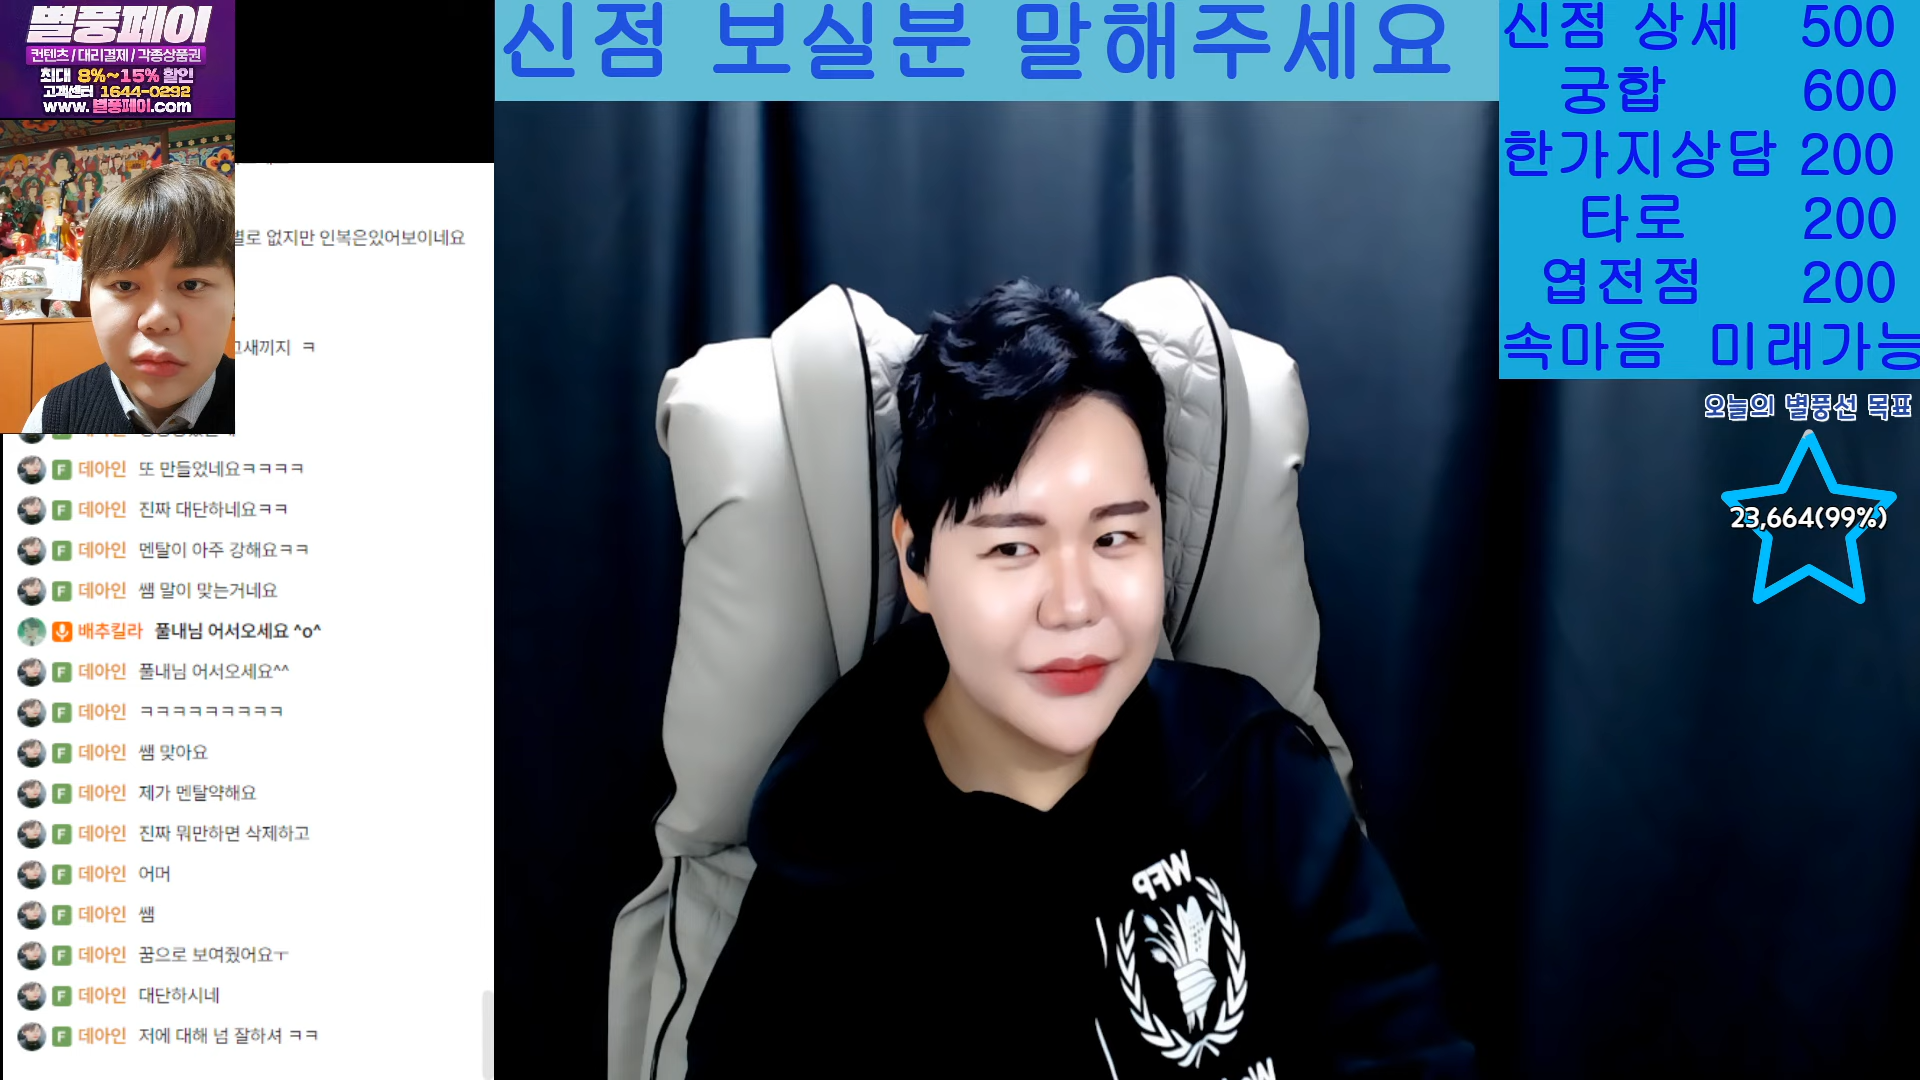 별풍페이
컨텐츠 / 대리결제 / 각종상품권
최대 8%~15% 할인
고객센터 1644-0292
www.별풍페이.com
신점 보실분 말해주세요
신점 상세 500
궁합 600
한가지상담 200
타로 200
엽전점 200
속마음 미래가능
오늘의 별풍선 목표
23,664(99%)
별로 없지만 인복은있어보이네요
그새끼지 ㅋ
F 데아인 또 만들었네요ㅋㅋㅋㅋ
F 데아인 진짜 대단하네요ㅋㅋ
F 데아인 멘탈이 아주 강해요ㅋㅋ
F 데아인 쌤 말이 맞는거네요
배추킬라 풀내님 어서오세요 ^o^
F 데아인 풀내님 어서오세요^^
F 데아인 ㅋㅋㅋㅋㅋㅋㅋㅋㅋ
F 데아인 쌤 맞아요
F 데아인 제가 멘탈약해요
F 데아인 진짜 뭐만하면 삭제하고
F 데아인 어머
F 데아인 쌤
F 데아인 꿈으로 보여줬어요ㅜ
F 데아인 대단하시네
F 데아인 저에 대해 넘 잘하셔 ㅋㅋ
WFP